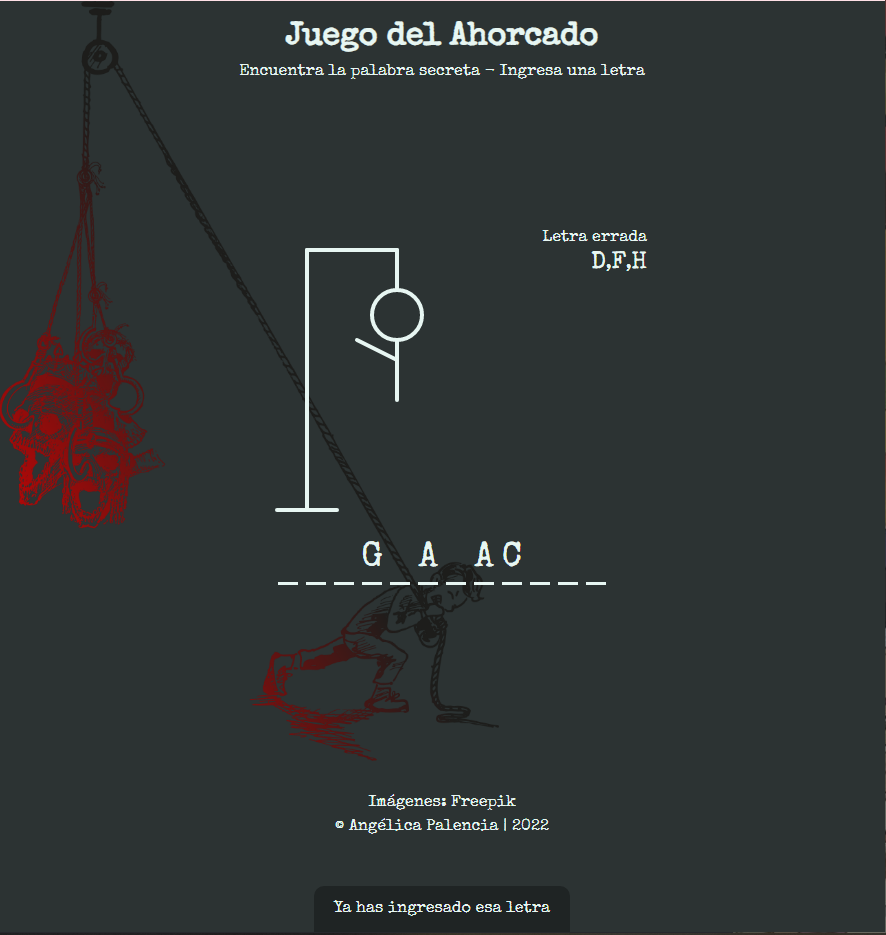 Juego del Ahorcado
Encuentra la palabra secreta - Ingresa una letra
Letra errada
D,F,H
G A A C
Imágenes: Freepik
© Angélica Palencia | 2022
Ya has ingresado esa letra